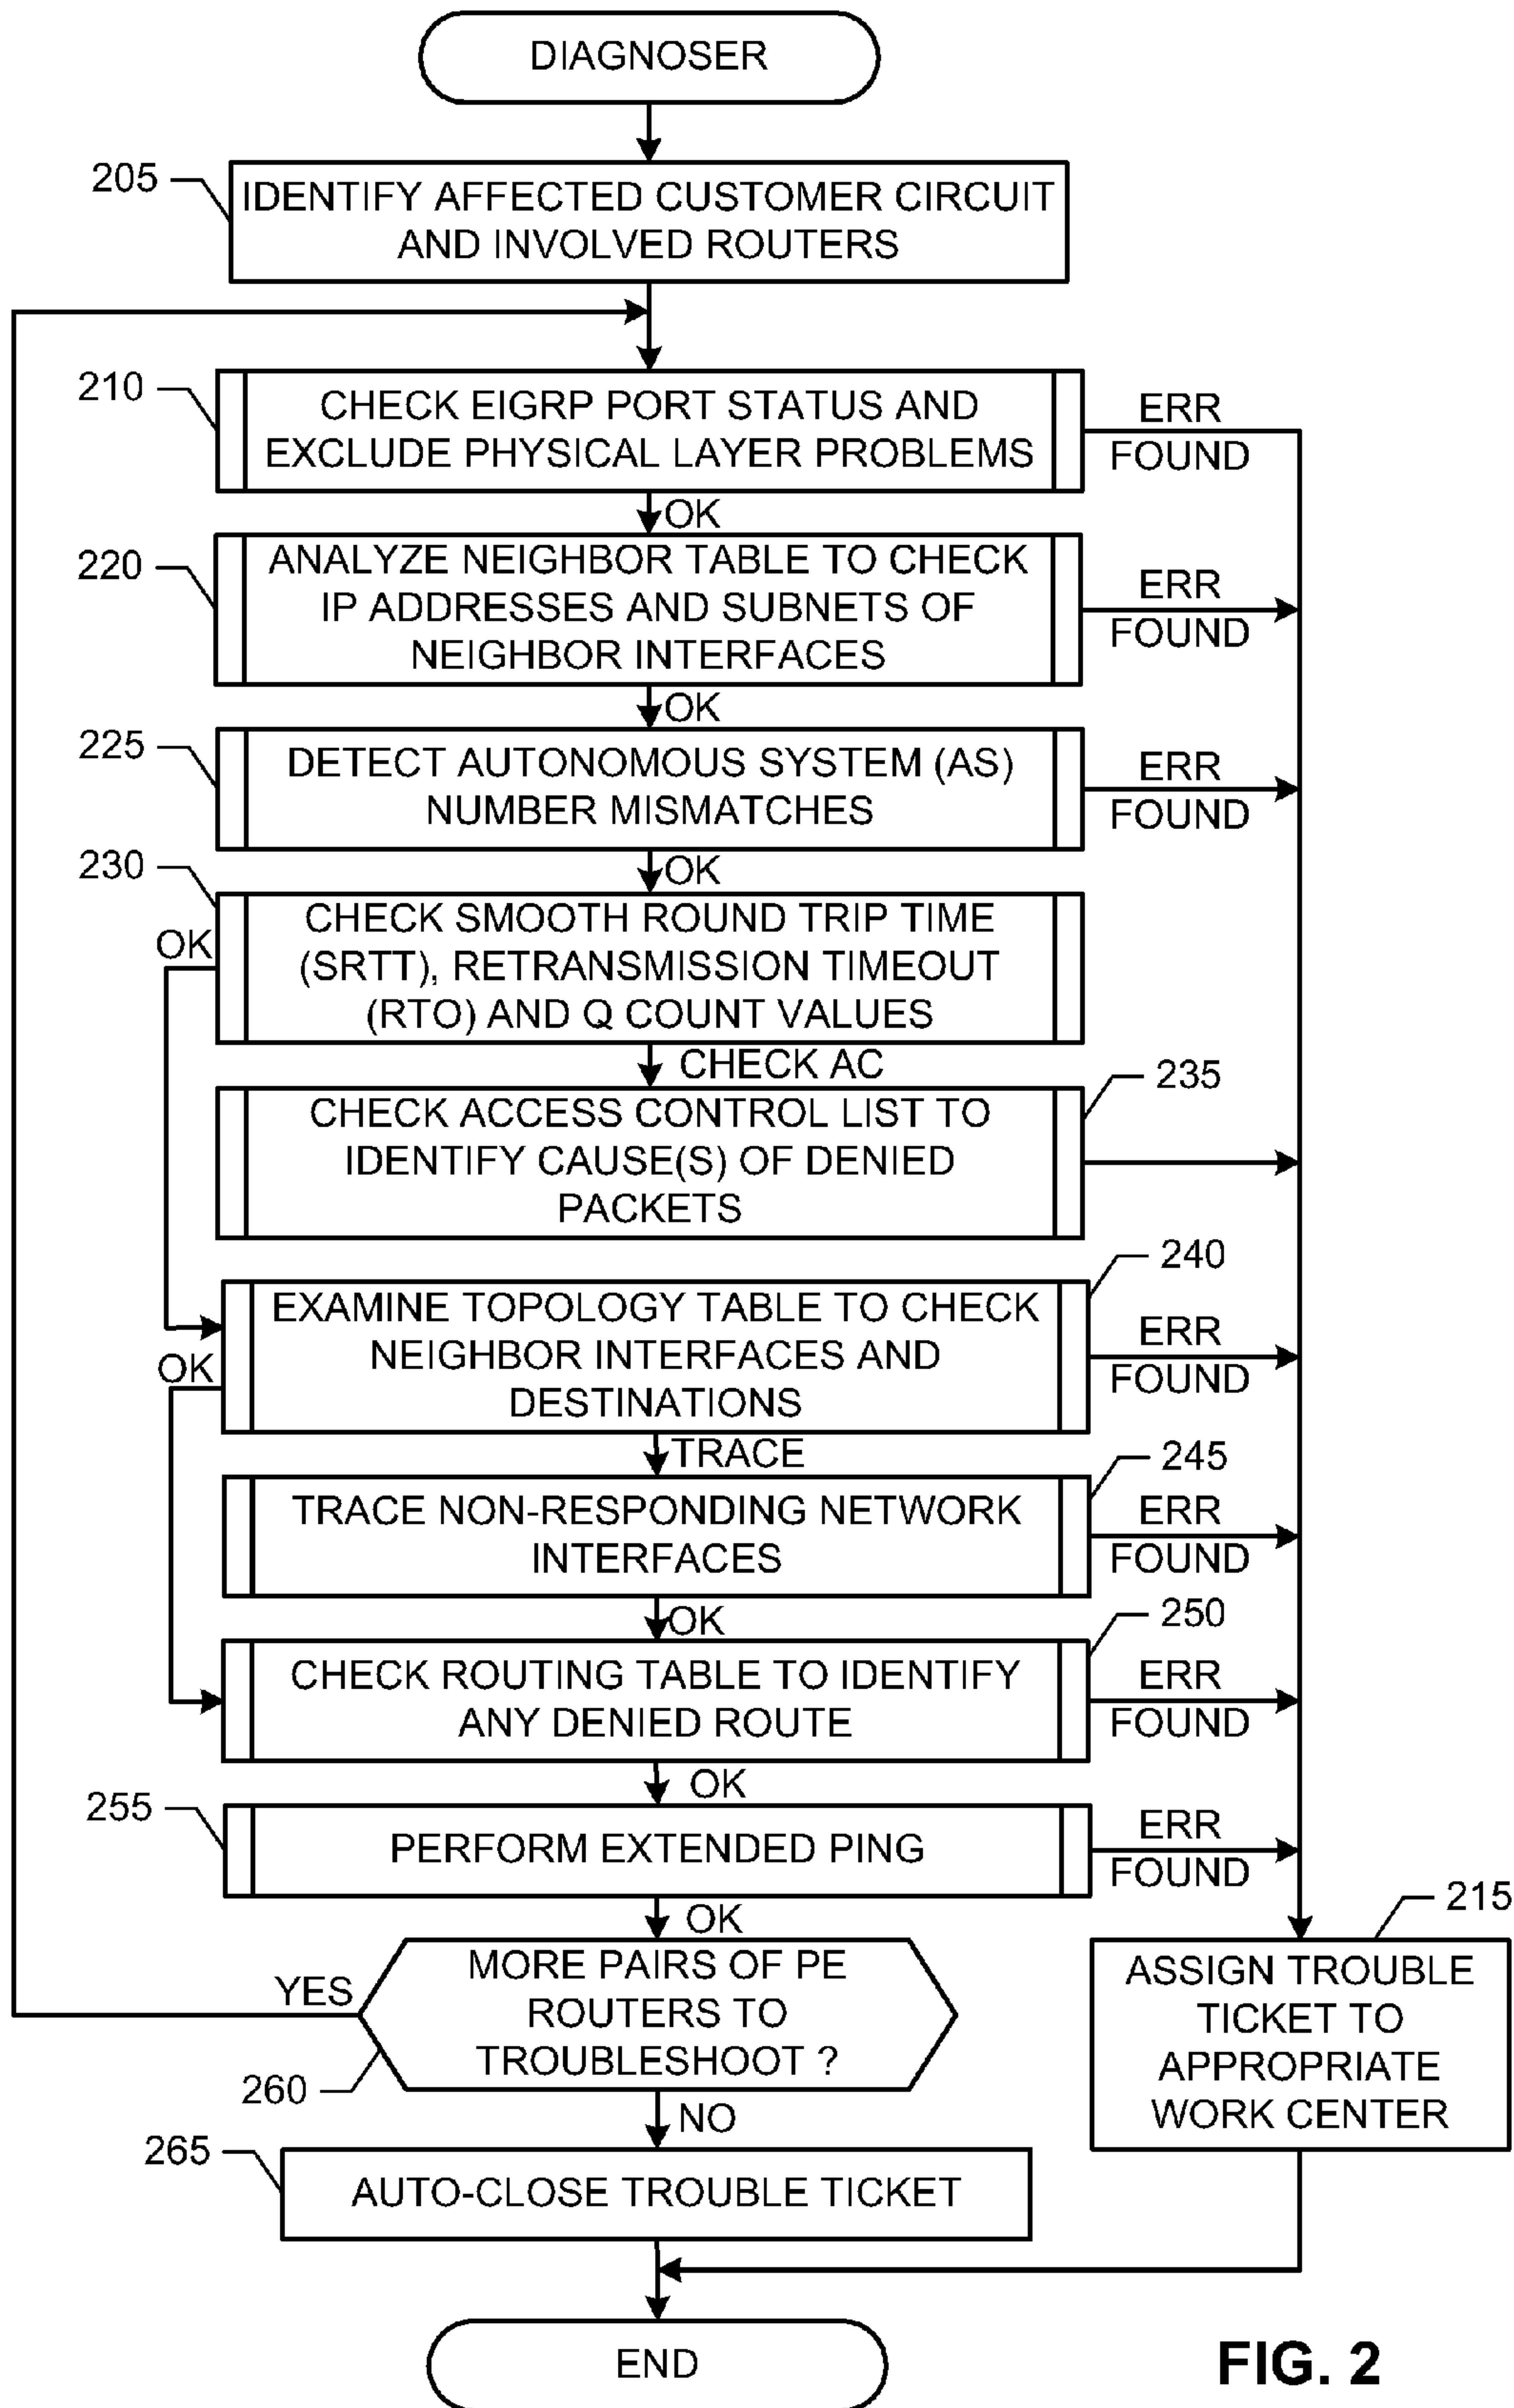 DIAGNOSER
205
IDENTIFY AFFECTED CUSTOMER CIRCUIT
AND INVOLVED ROUTERS
210
CHECK EIGRP PORT STATUS AND
EXCLUDE PHYSICAL LAYER PROBLEMS
ERR
FOUND
OK
220
ANALYZE NEIGHBOR TABLE TO CHECK
IP ADDRESSES AND SUBNETS OF
NEIGHBOR INTERFACES
ERR
FOUND
OK
225
DETECT AUTONOMOUS SYSTEM (AS)
NUMBER MISMATCHES
ERR
FOUND
OK
230
CHECK SMOOTH ROUND TRIP TIME
(SRTT), RETRANSMISSION TIMEOUT
(RTO) AND Q COUNT VALUES
OK
CHECK AC
235
CHECK ACCESS CONTROL LIST TO
IDENTIFY CAUSE(S) OF DENIED
PACKETS
240
EXAMINE TOPOLOGY TABLE TO CHECK
NEIGHBOR INTERFACES AND
DESTINATIONS
ERR
FOUND
OK
TRACE
245
TRACE NON-RESPONDING NETWORK
INTERFACES
ERR
FOUND
OK
250
CHECK ROUTING TABLE TO IDENTIFY
ANY DENIED ROUTE
ERR
FOUND
OK
255
PERFORM EXTENDED PING
ERR
FOUND
OK
215
ASSIGN TROUBLE
TICKET TO
APPROPRIATE
WORK CENTER
MORE PAIRS OF PE
ROUTERS TO
TROUBLESHOOT ?
YES
260
NO
265
AUTO-CLOSE TROUBLE TICKET
END
FIG. 2